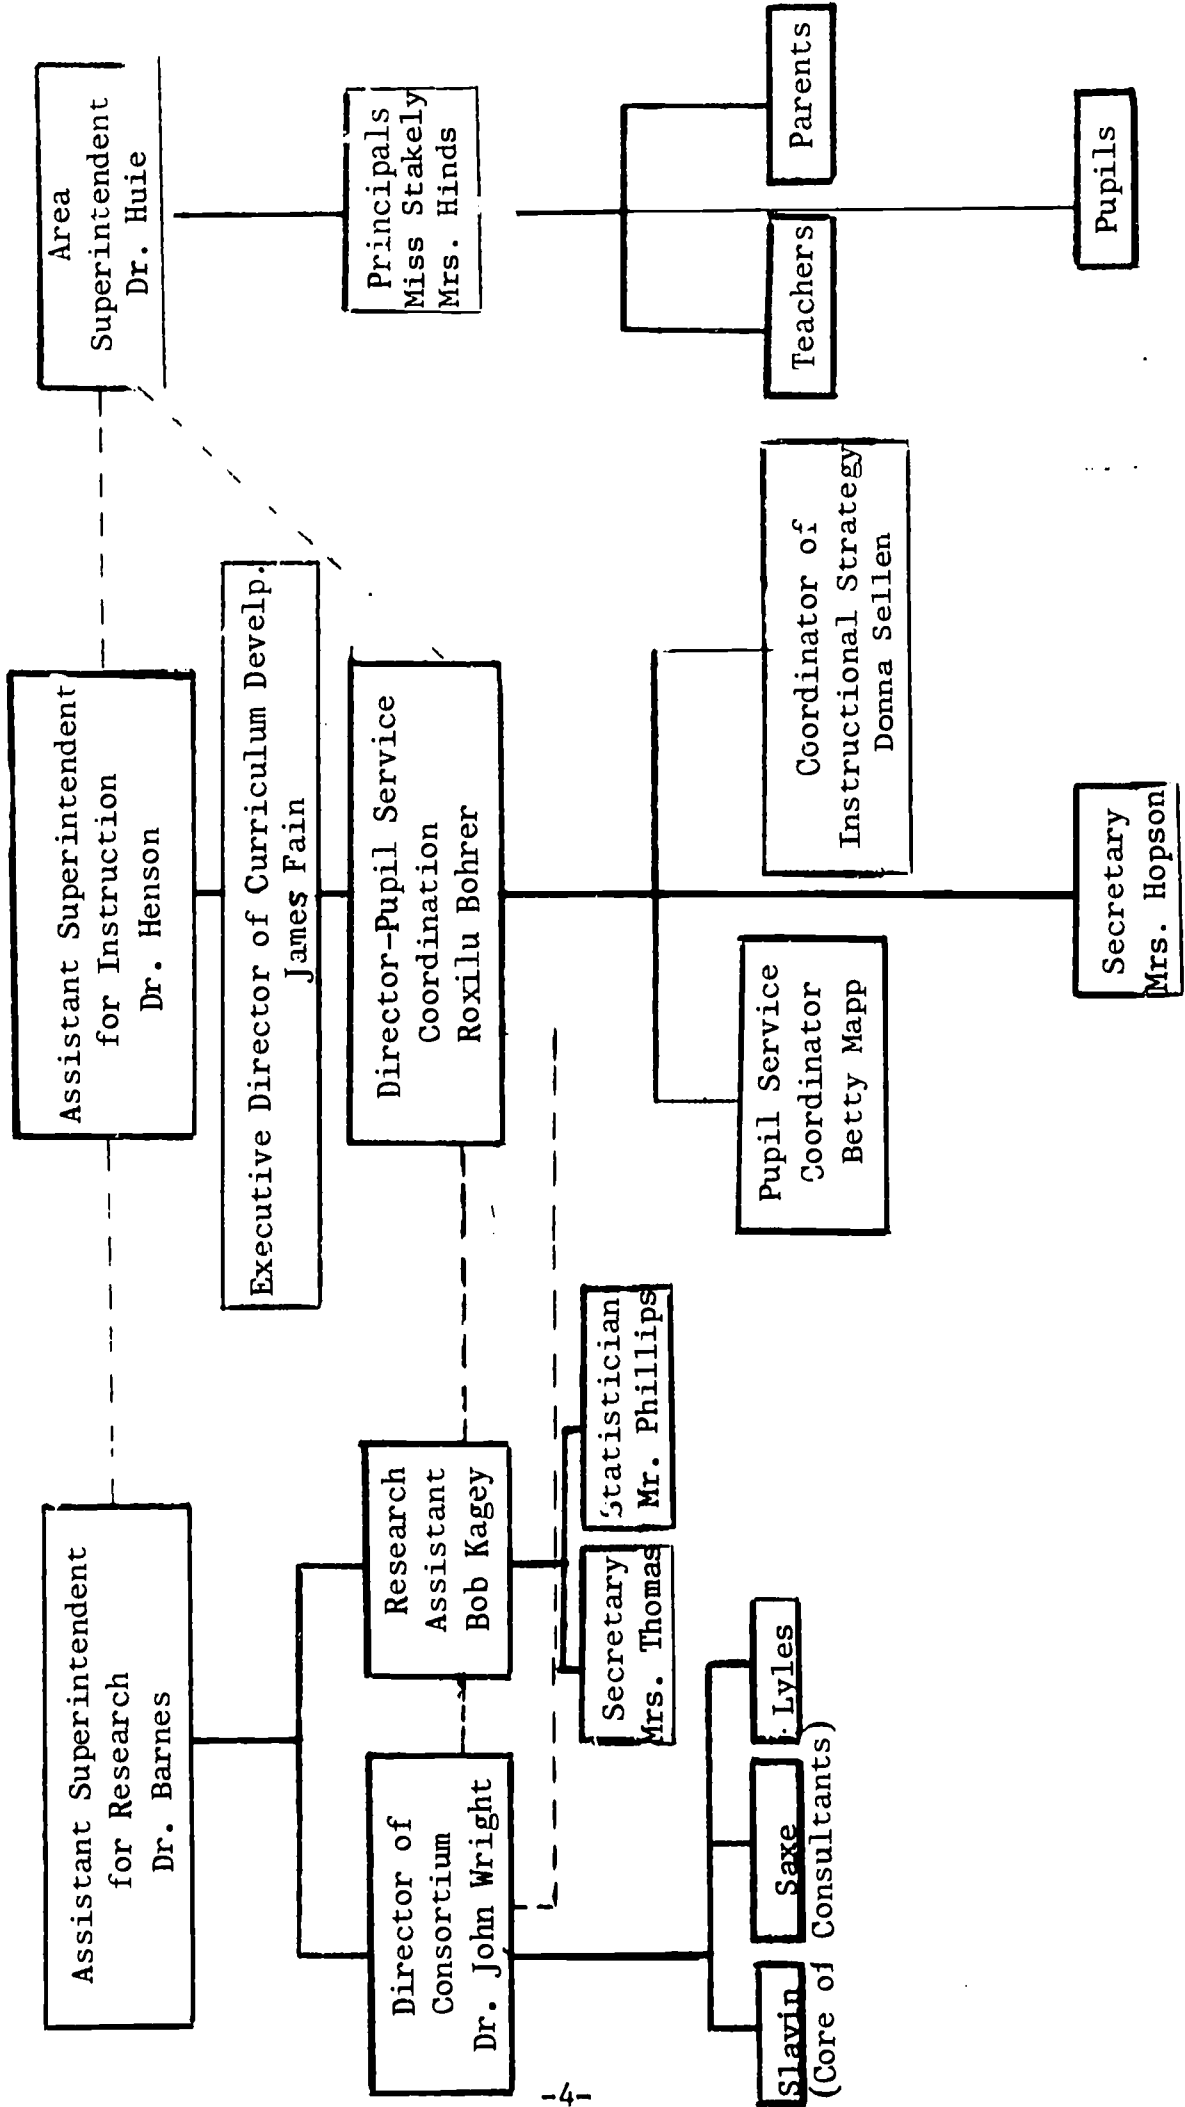 Assistant Superintendent
for Research
Dr. Barnes
Assistant Superintendent
for Instruction
Dr. Henson
Area
Superintendent
Dr. Huie
Executive Director of Curriculum Develp.
James Fain
Director of
Consortium
Dr. John Wright
Research
Assistant
Bob Kagey
Director-Pupil Service
Coordination
Roxilu Bohrer
Principals
Miss Stakely
Mrs. Hinds
Secretary
Mrs. Thomas
Statistician
Mr. Phillips
Slavin
Saxe
Lyles
(Core of Consultants)
Pupil Service
Coordinator
Betty Mapp
Coordinator of
Instructional Strategy
Donna Sellen
Teachers
Parents
Secretary
Mrs. Hopson
Pupils
-4-